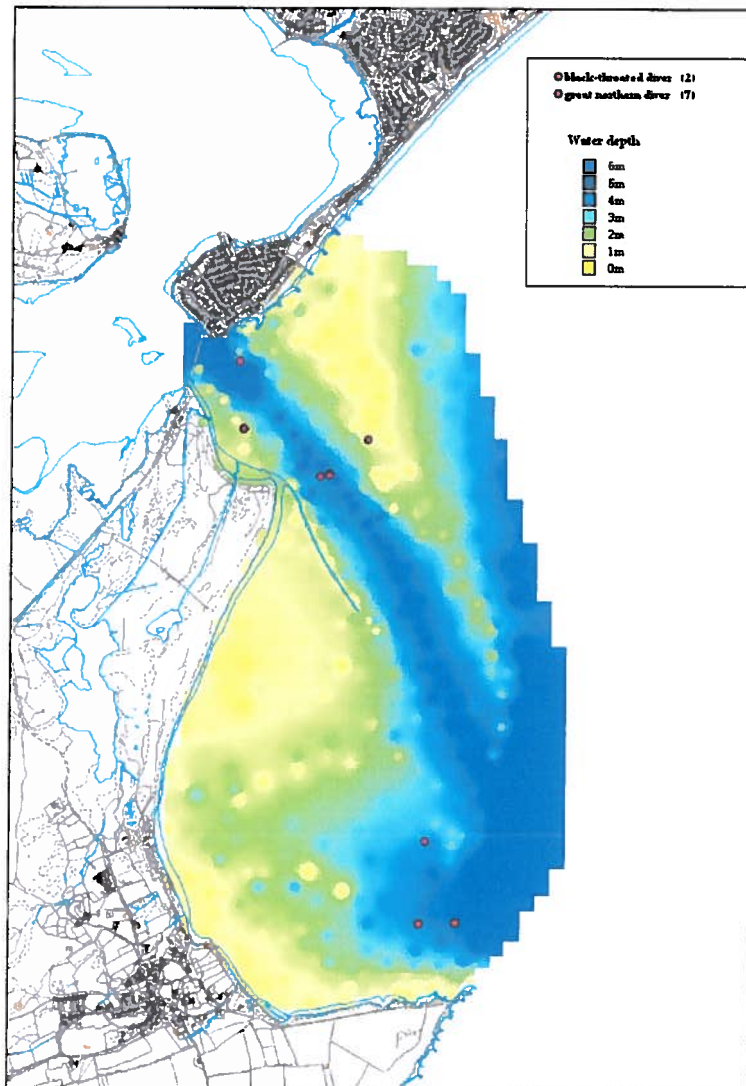 black-throated diver (2)
great northern diver (7)
Water depth
6m
5m
4m
3m
2m
1m
0m